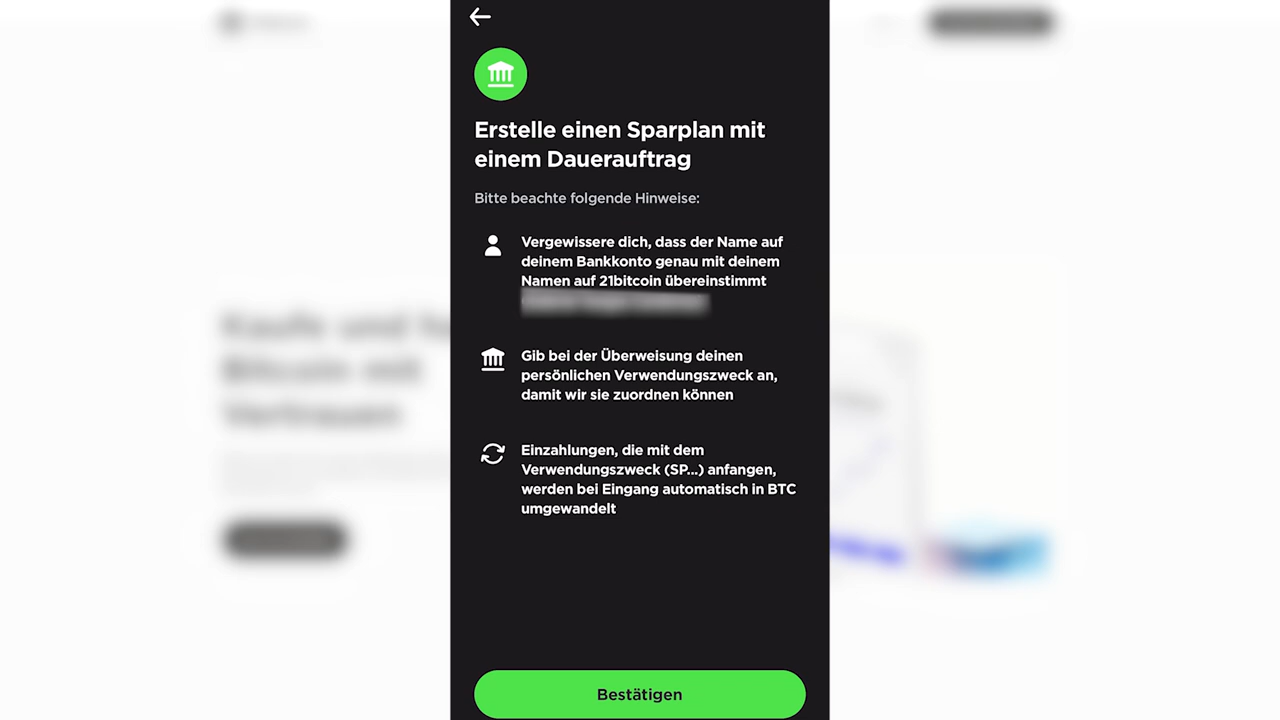 Erstelle einen Sparplan mit
einem Dauerauftrag
Bitte beachte folgende Hinweise:
Vergewissere dich, dass der Name auf
deinem Bankkonto genau mit deinem
Namen auf 21bitcoin übereinstimmt
Gib bei der Überweisung deinen
persönlichen Verwendungszweck an,
damit wir sie zuordnen können
Einzahlungen, die mit dem
Verwendungszweck (SP...) anfangen,
werden bei Eingang automatisch in BTC
umgewandelt
Bestätigen